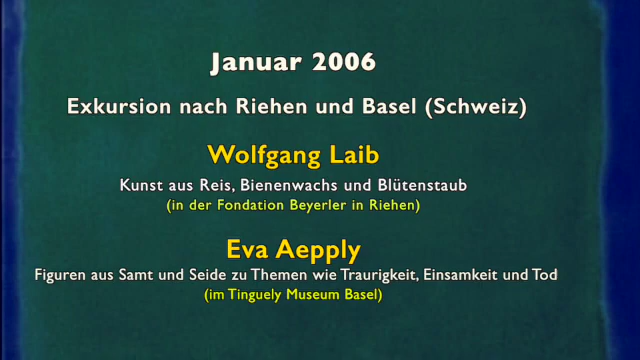 Januar 2006
Exkursion nach Riehen und Basel (Schweiz)
Wolfgang Laib
Kunst aus Reis, Bienenwachs und Blütenstaub
(in der Fondation Beyerler in Riehen)
Eva Aepply
Figuren aus Samt und Seide zu Themen wie Traurigkeit, Einsamkeit und Tod
(im Tinguely Museum Basel)